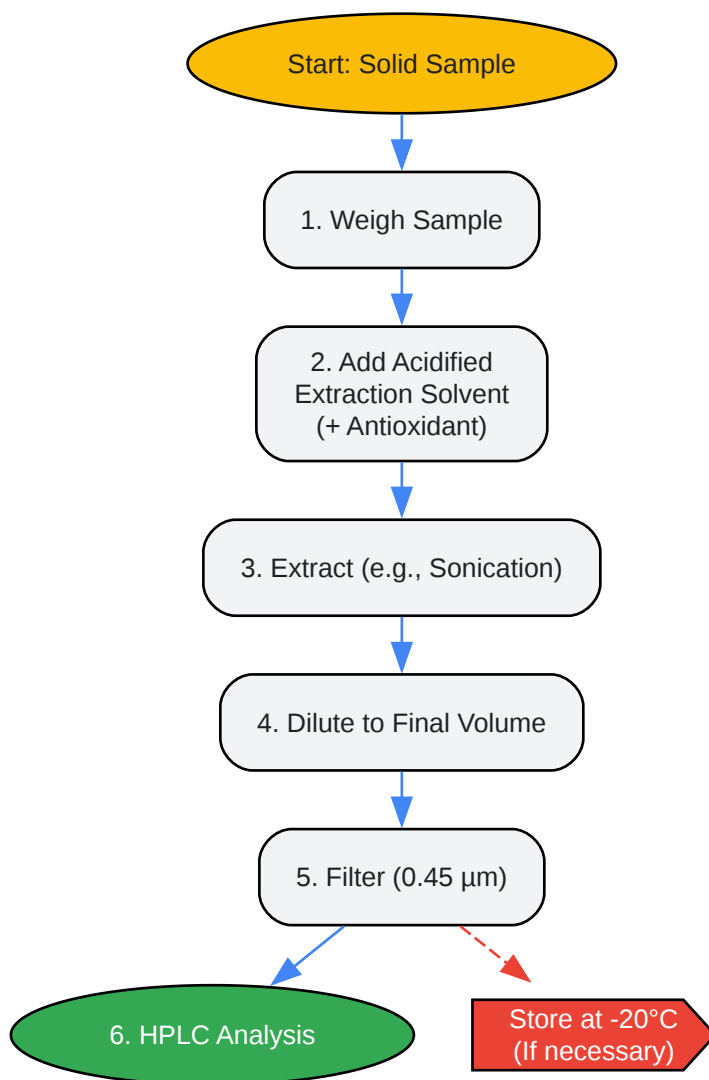 Start: Solid Sample
1. Weigh Sample
2. Add Acidified
Extraction Solvent
(+ Antioxidant)
3. Extract (e.g., Sonication)
4. Dilute to Final Volume
5. Filter (0.45 µm)
6. HPLC Analysis
Store at -20°C
(If necessary)